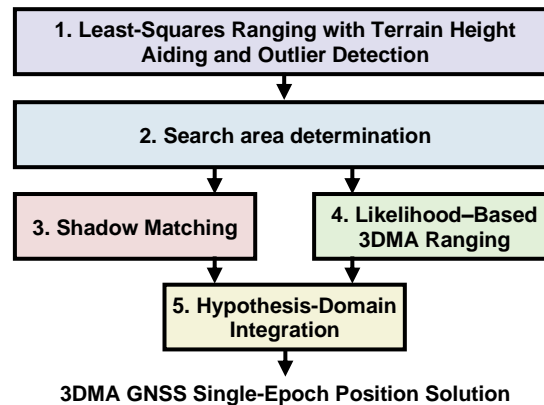 1. Least-Squares Ranging with Terrain Height
Aiding and Outlier Detection
2. Search area determination
3. Shadow Matching
4. Likelihood–Based
3DMA Ranging
5. Hypothesis-Domain
Integration
3DMA GNSS Single-Epoch Position Solution